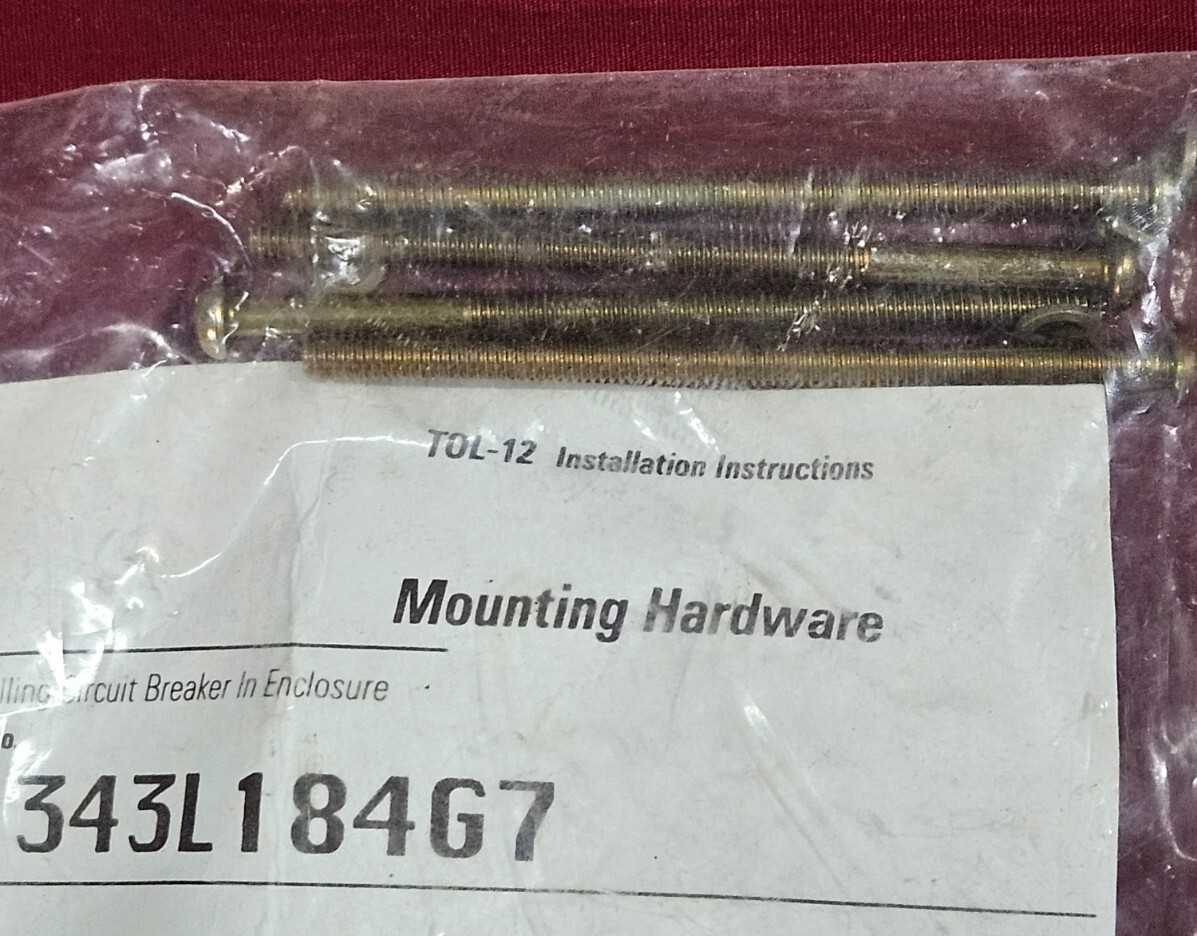 TOL-12 Installation Instructions
Mounting Hardware
Circuit Breaker In Enclosure
343L184G7